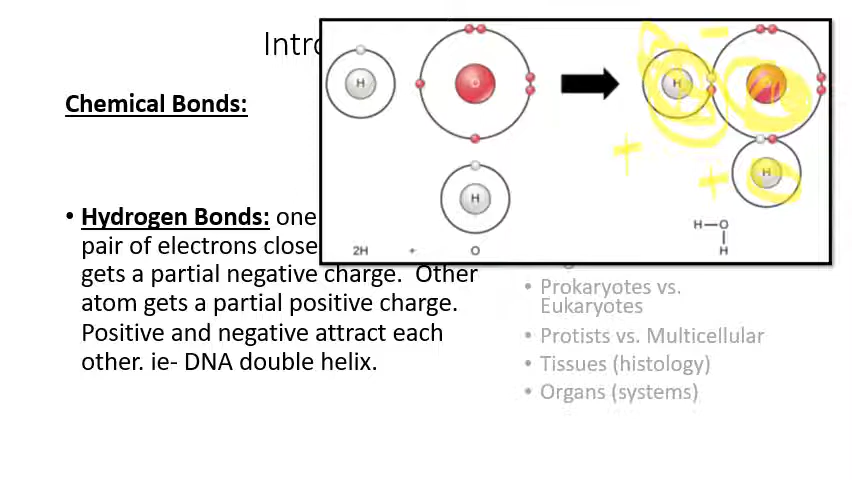 Intro
Chemical Bonds:
• Hydrogen Bonds: one
pair of electrons close
gets a partial negative charge. Other
atom gets a partial positive charge.
Positive and negative attract each
other. ie- DNA double helix.
H
O
H
2H + O
H
O
H
H—O
H
+
+
−
• Prokaryotes vs.
Eukaryotes
• Protists vs. Multicellular
• Tissues (histology)
• Organs (systems)